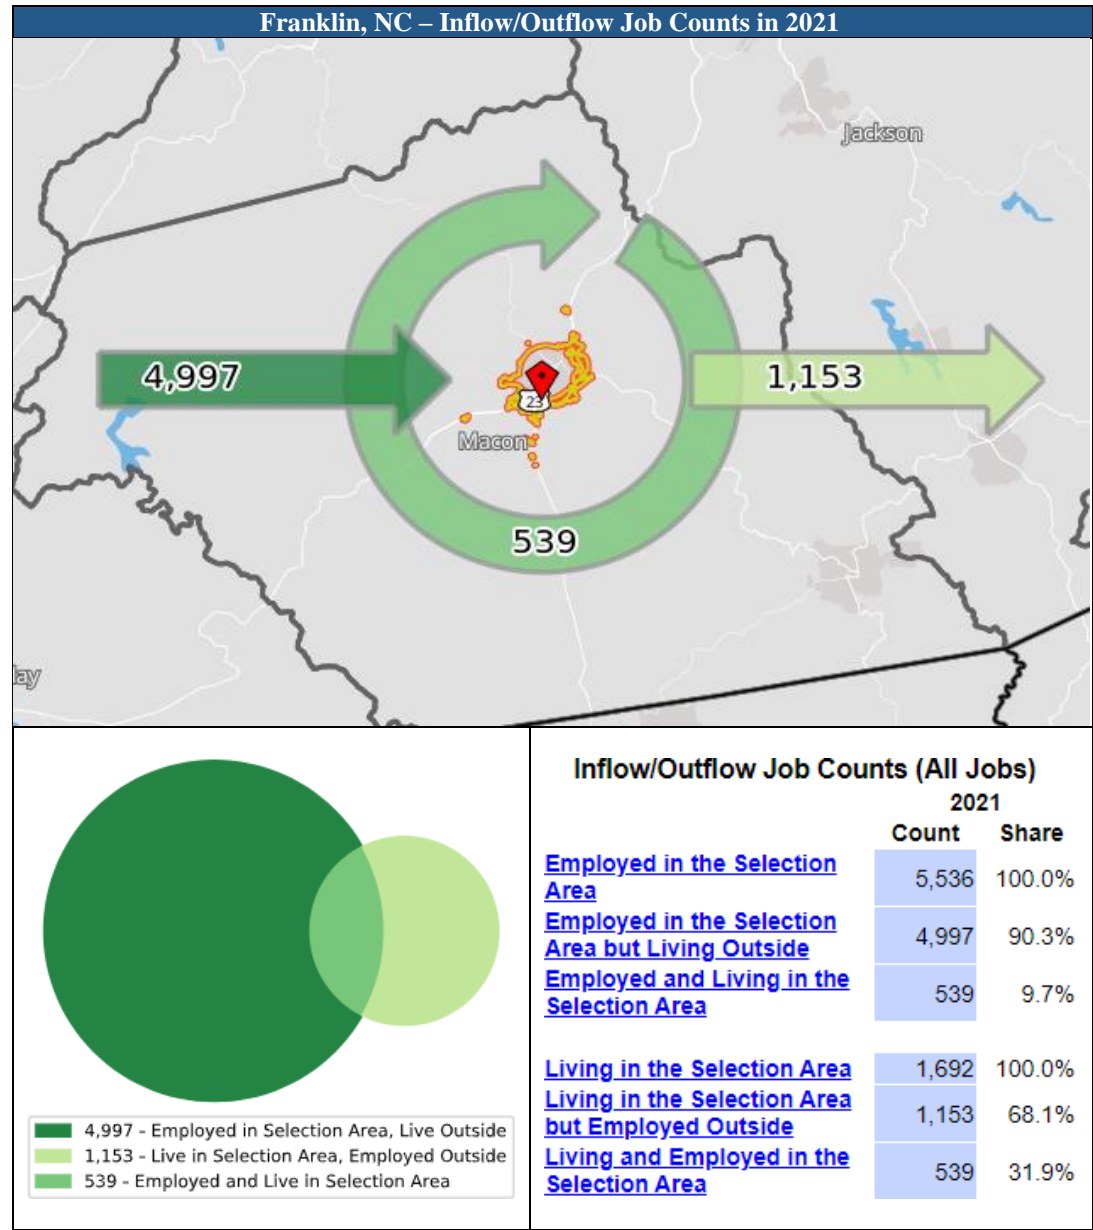 Franklin, NC – Inflow/Outflow Job Counts in 2021
Jackson
4,997
1,153
23
Macon
539
lay
4,997 - Employed in Selection Area, Live Outside
1,153 - Live in Selection Area, Employed Outside
539 - Employed and Live in Selection Area
Inflow/Outflow Job Counts (All Jobs)
2021
Count Share
Employed in the Selection
Area 5,536 100.0%
Employed in the Selection
Area but Living Outside 4,997 90.3%
Employed and Living in the
Selection Area 539 9.7%
Living in the Selection Area 1,692 100.0%
Living in the Selection Area
but Employed Outside 1,153 68.1%
Living and Employed in the
Selection Area 539 31.9%